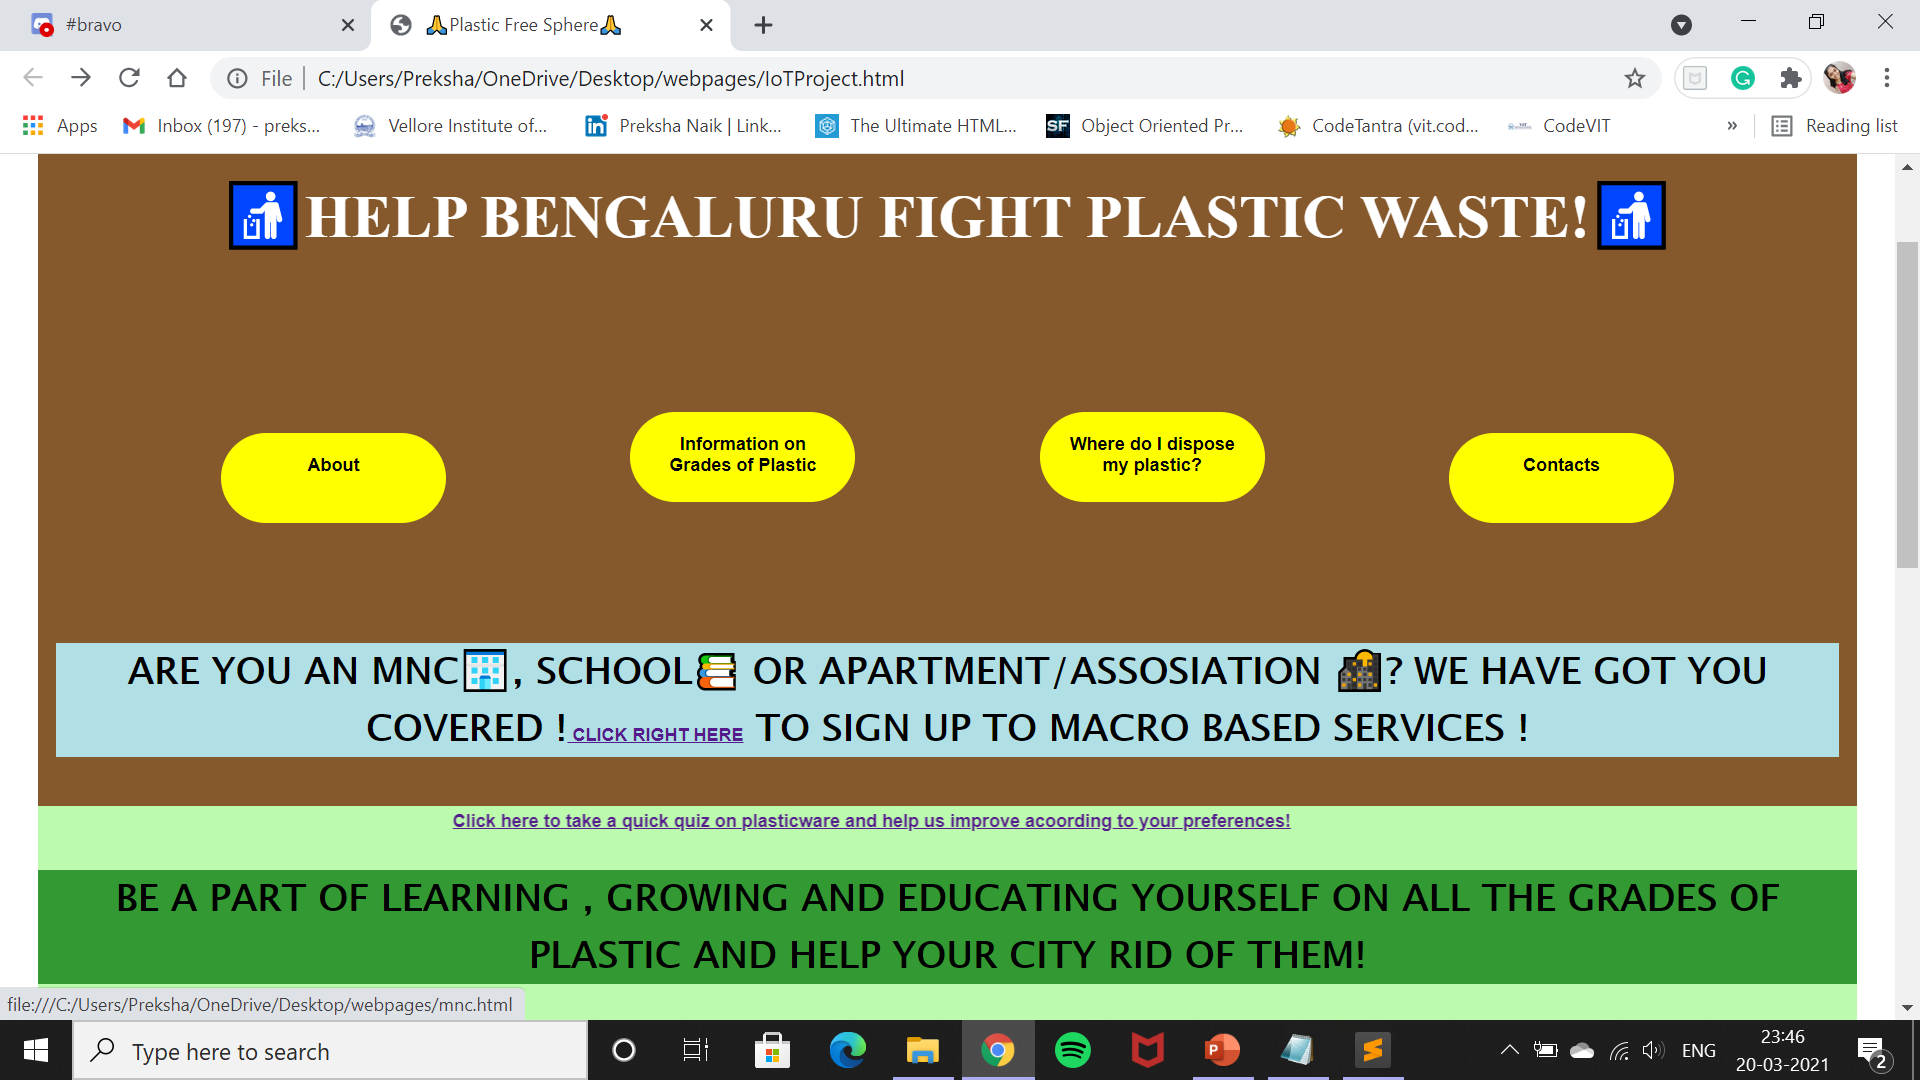 #bravo
🙏Plastic Free Sphere🙏
File
C:/Users/Preksha/OneDrive/Desktop/webpages/IoTProject.html
Apps
Inbox (197) - preks...
Vellore Institute of...
Preksha Naik | Link...
The Ultimate HTML...
SF
Object Oriented Pr...
CodeTantra (vit.cod...
CodeVIT
»
Reading list
HELP BENGALURU FIGHT PLASTIC WASTE!
About
Information on
Grades of Plastic
Where do I dispose
my plastic?
Contacts
ARE YOU AN MNC🏢, SCHOOL📚 OR APARTMENT/ASSOSIATION 🌇? WE HAVE GOT YOU
COVERED ! CLICK RIGHT HERE TO SIGN UP TO MACRO BASED SERVICES !
Click here to take a quick quiz on plasticware and help us improve acoording to your preferences!
BE A PART OF LEARNING , GROWING AND EDUCATING YOURSELF ON ALL THE GRADES OF
PLASTIC AND HELP YOUR CITY RID OF THEM!
file:///C:/Users/Preksha/OneDrive/Desktop/webpages/mnc.html
Type here to search
ENG
23:46
20-03-2021
2